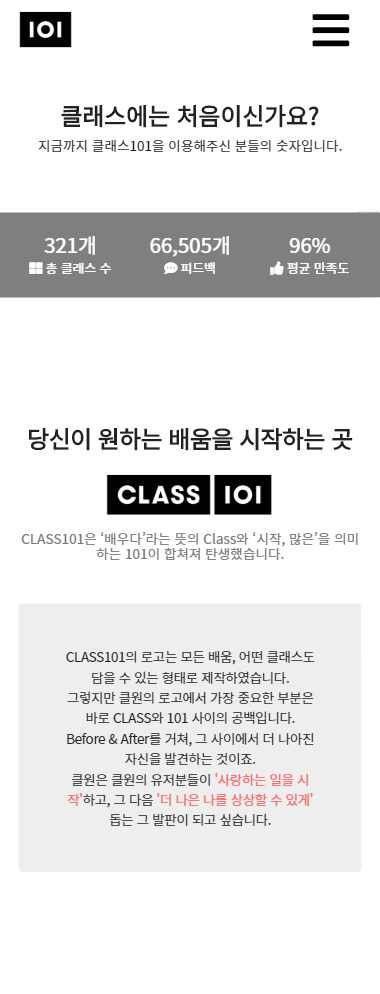 101
클래스에는 처음이신가요?
지금까지 클래스101을 이용해주신 분들의 숫자입니다.
321개 66,505개 96%
총 클래스 수 피드백 평균 만족도
당신이 원하는 배움을 시작하는 곳
CLASS 101
CLASS101은 ‘배우다’라는 뜻의 Class와 ‘시작, 많은’을 의미
하는 101이 합쳐져 탄생했습니다.
CLASS101의 로고는 모든 배움, 어떤 클래스도
담을 수 있는 형태로 제작하였습니다.
그렇지만 클원의 로고에서 가장 중요한 부분은
바로 CLASS와 101 사이의 공백입니다.
Before & After를 거쳐, 그 사이에서 더 나아진
자신을 발견하는 것이죠.
클원은 클원의 유저분들이 '사랑하는 일을 시
작'하고, 그 다음 '더 나은 나를 상상할 수 있게'
돕는 그 발판이 되고 싶습니다.